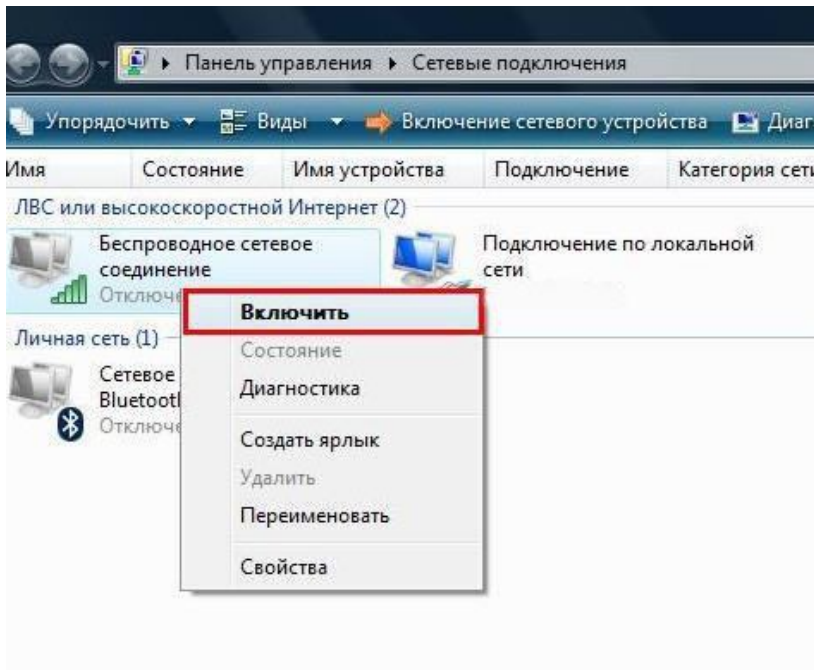 Панель управления Сетевые подключения
Упорядочить Виды Включение сетевого устройства
Имя Состояние Имя устройства Подключение Категория
ЛВС или высокоскоростной Интернет (2)
Беспроводное сетевое
соединение
Подключение по локальной
сети
Включить
Личная сеть (1)
Состояние
Сетевое
Диагностика
Создать ярлык
Удалить
Переименовать
Свойства